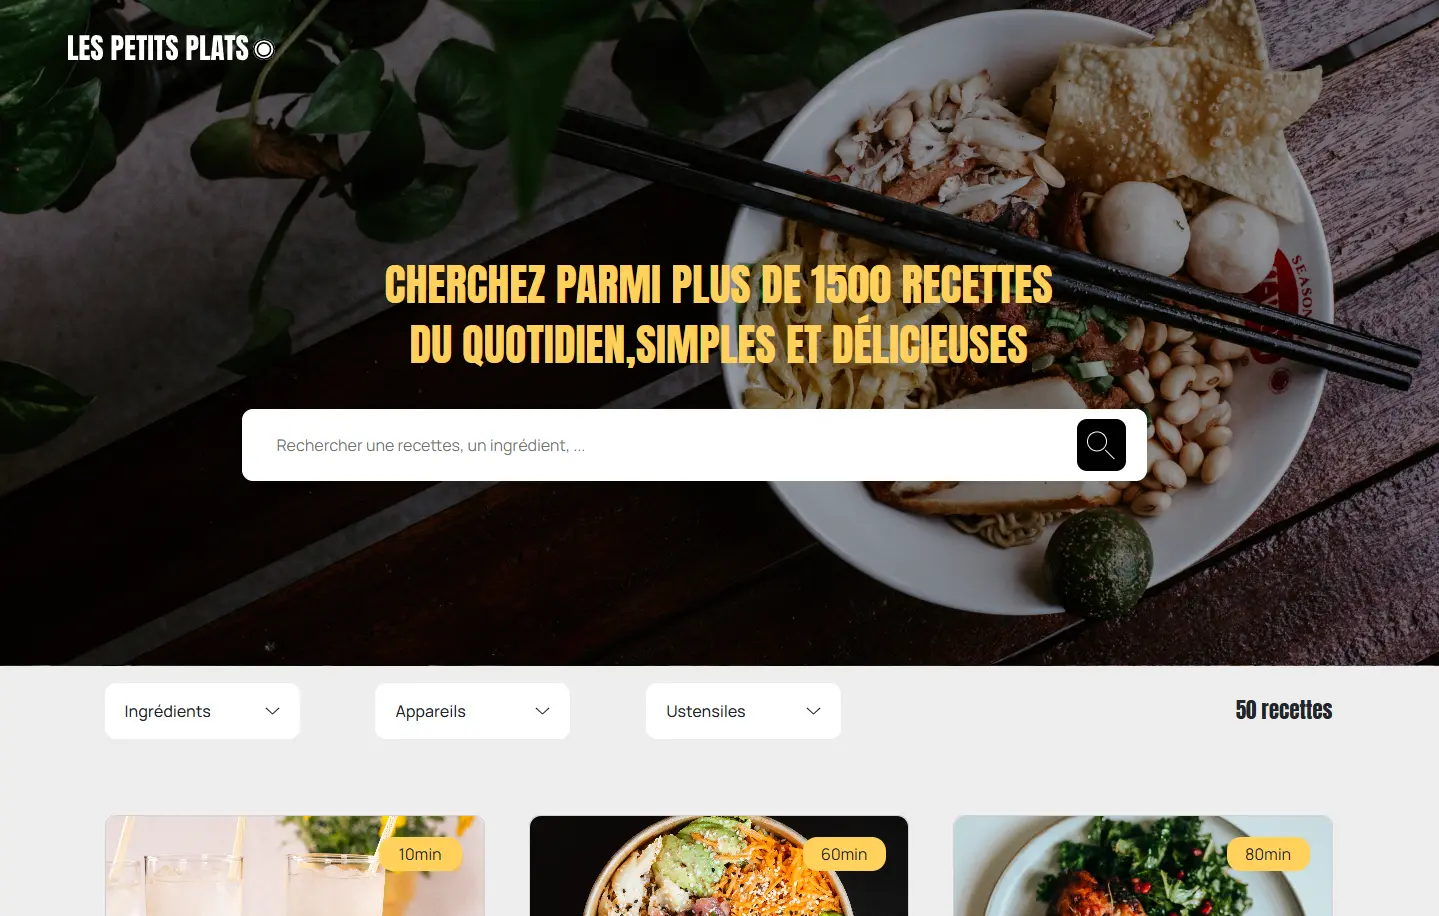 LES PETITS PLATS
CHERCHEZ PARMI PLUS DE 1500 RECETTES
DU QUOTIDIEN,SIMPLES ET DÉLICIEUSES
Rechercher une recettes, un ingrédient, ...
Ingrédients
Appareils
Ustensiles
50 recettes
10min
60min
80min